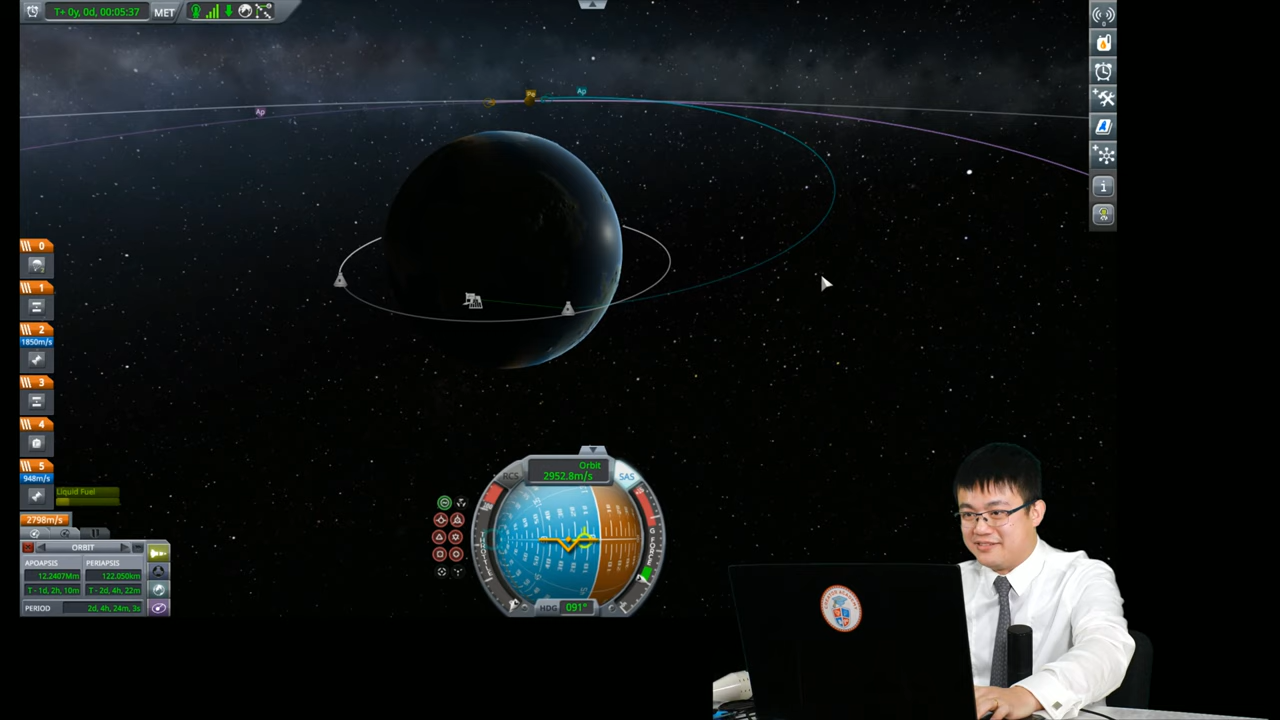 T+ 0y, 0d, 00:05:37 MET
Ap
Pe
Ap
0
1
2
1850m/s
3
4
5
948m/s
Liquid Fuel
2798m/s
ORBIT
APOAPSIS PERIAPSIS
12.2407Mm 122.050km
T - 1d, 2h, 10m T - 2d, 4h, 22m
PERIOD 2d, 4h, 24m, 3s
RCS
Orbit
2952.8m/s
SAS
G FORCE
HDG 091°